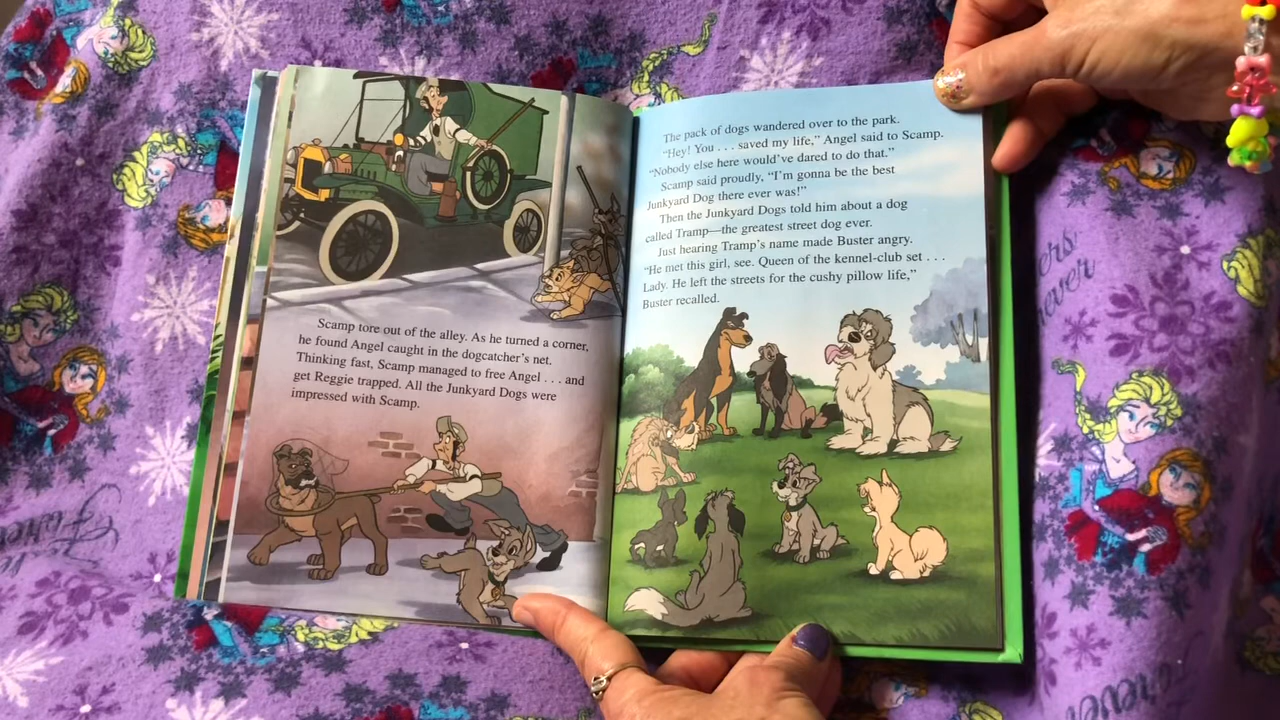 Scamp tore out of the alley. As he turned a corner,
he found Angel caught in the dogcatcher's net.
Thinking fast, Scamp managed to free Angel . . . and
get Reggie trapped. All the Junkyard Dogs were
impressed with Scamp.
The pack of dogs wandered over to the park.
"Hey! You . . . saved my life," Angel said to Scamp.
"Nobody else here would've dared to do that."
Scamp said proudly, "I'm gonna be the best
Junkyard Dog there ever was!"
Then the Junkyard Dogs told him about a dog
called Tramp—the greatest street dog ever.
Just hearing Tramp's name made Buster angry.
"He met this girl, see. Queen of the kennel-club set . . .
Lady. He left the streets for the cushy pillow life,"
Buster recalled.
Forever